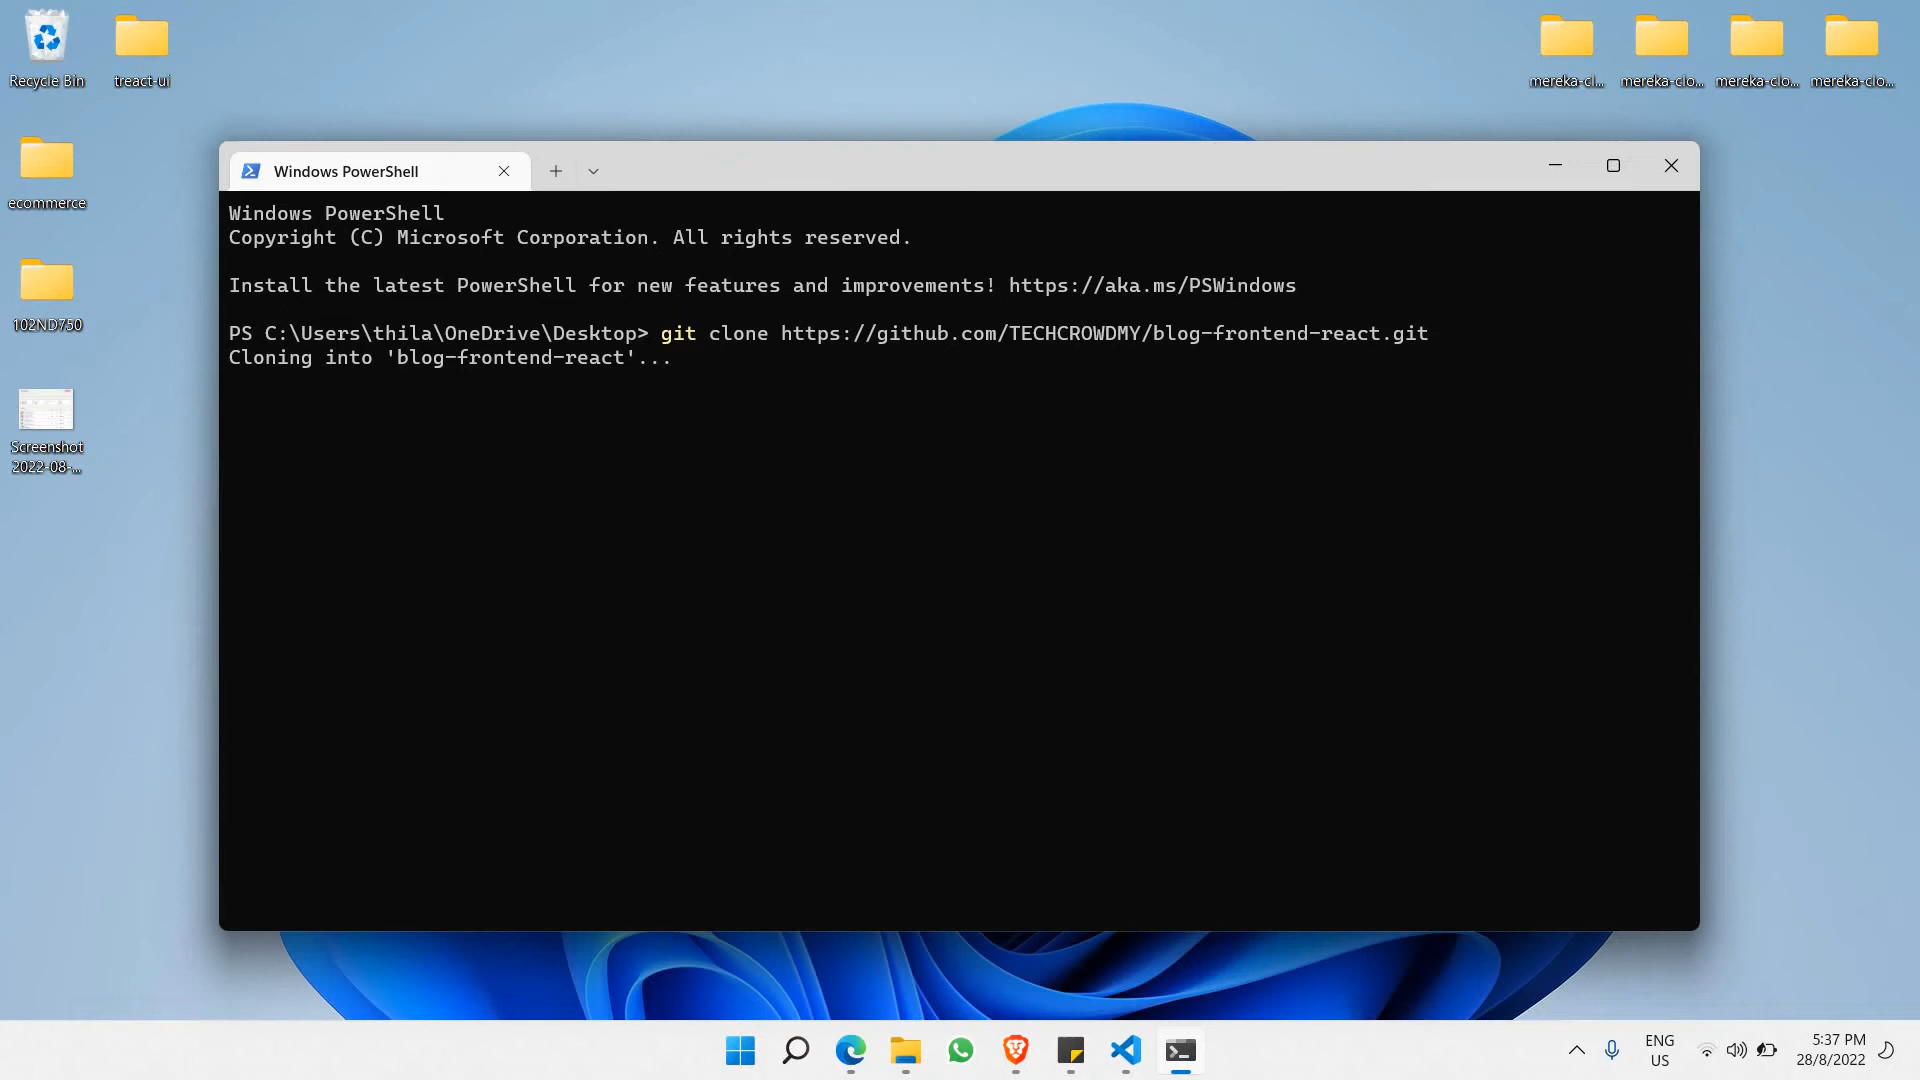 Recycle Bin
treact-ui
mereka-cl...
mereka-clo...
mereka-clo...
mereka-clo...
ecommerce
102ND750
Screenshot
2022-08-...
Windows PowerShell
Windows PowerShell
Copyright (C) Microsoft Corporation. All rights reserved.
Install the latest PowerShell for new features and improvements! https://aka.ms/PSWindows
PS C:\Users\thila\OneDrive\Desktop> git clone https://github.com/TECHCROWDMY/blog-frontend-react.git
Cloning into 'blog-frontend-react'...
ENG
US
5:37 PM
28/8/2022